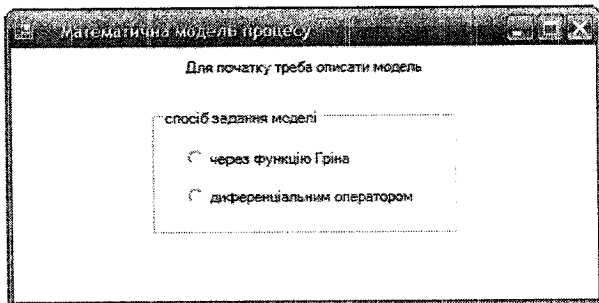 Математична модель процесу
Для початку треба описати модель
спосіб задання моделі
через функцію Гріна
диференціальним оператором